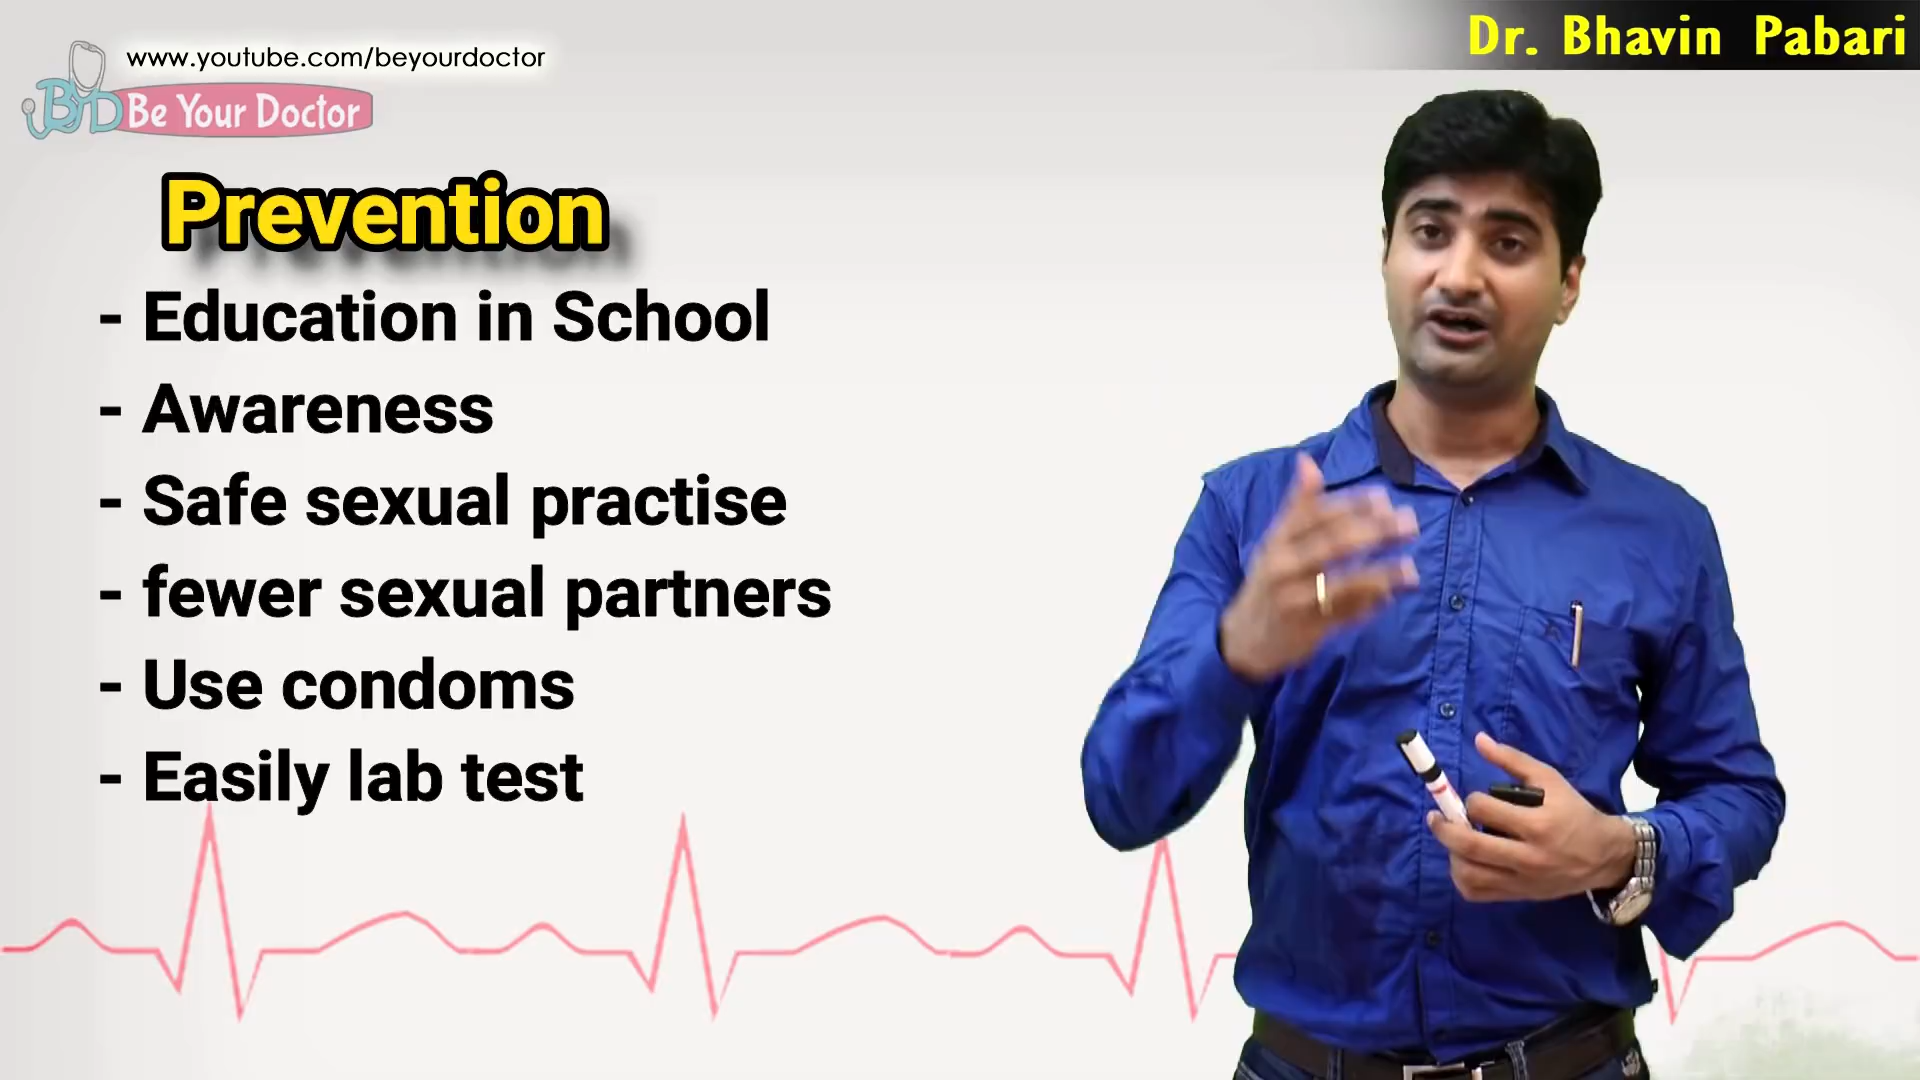 www.youtube.com/beyourdoctor
Dr. Bhavin Pabari
BYD Be Your Doctor
Prevention
- Education in School
- Awareness
- Safe sexual practise
- fewer sexual partners
- Use condoms
- Easily lab test